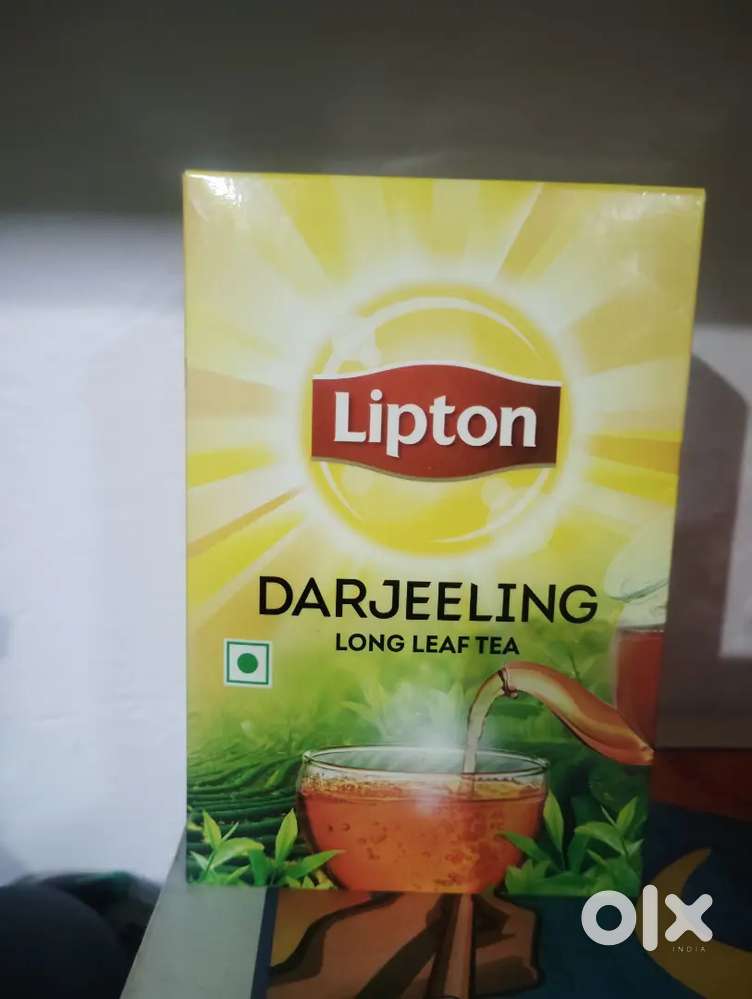 Lipton
DARJEELING
LONG LEAF TEA
olx
INDIA